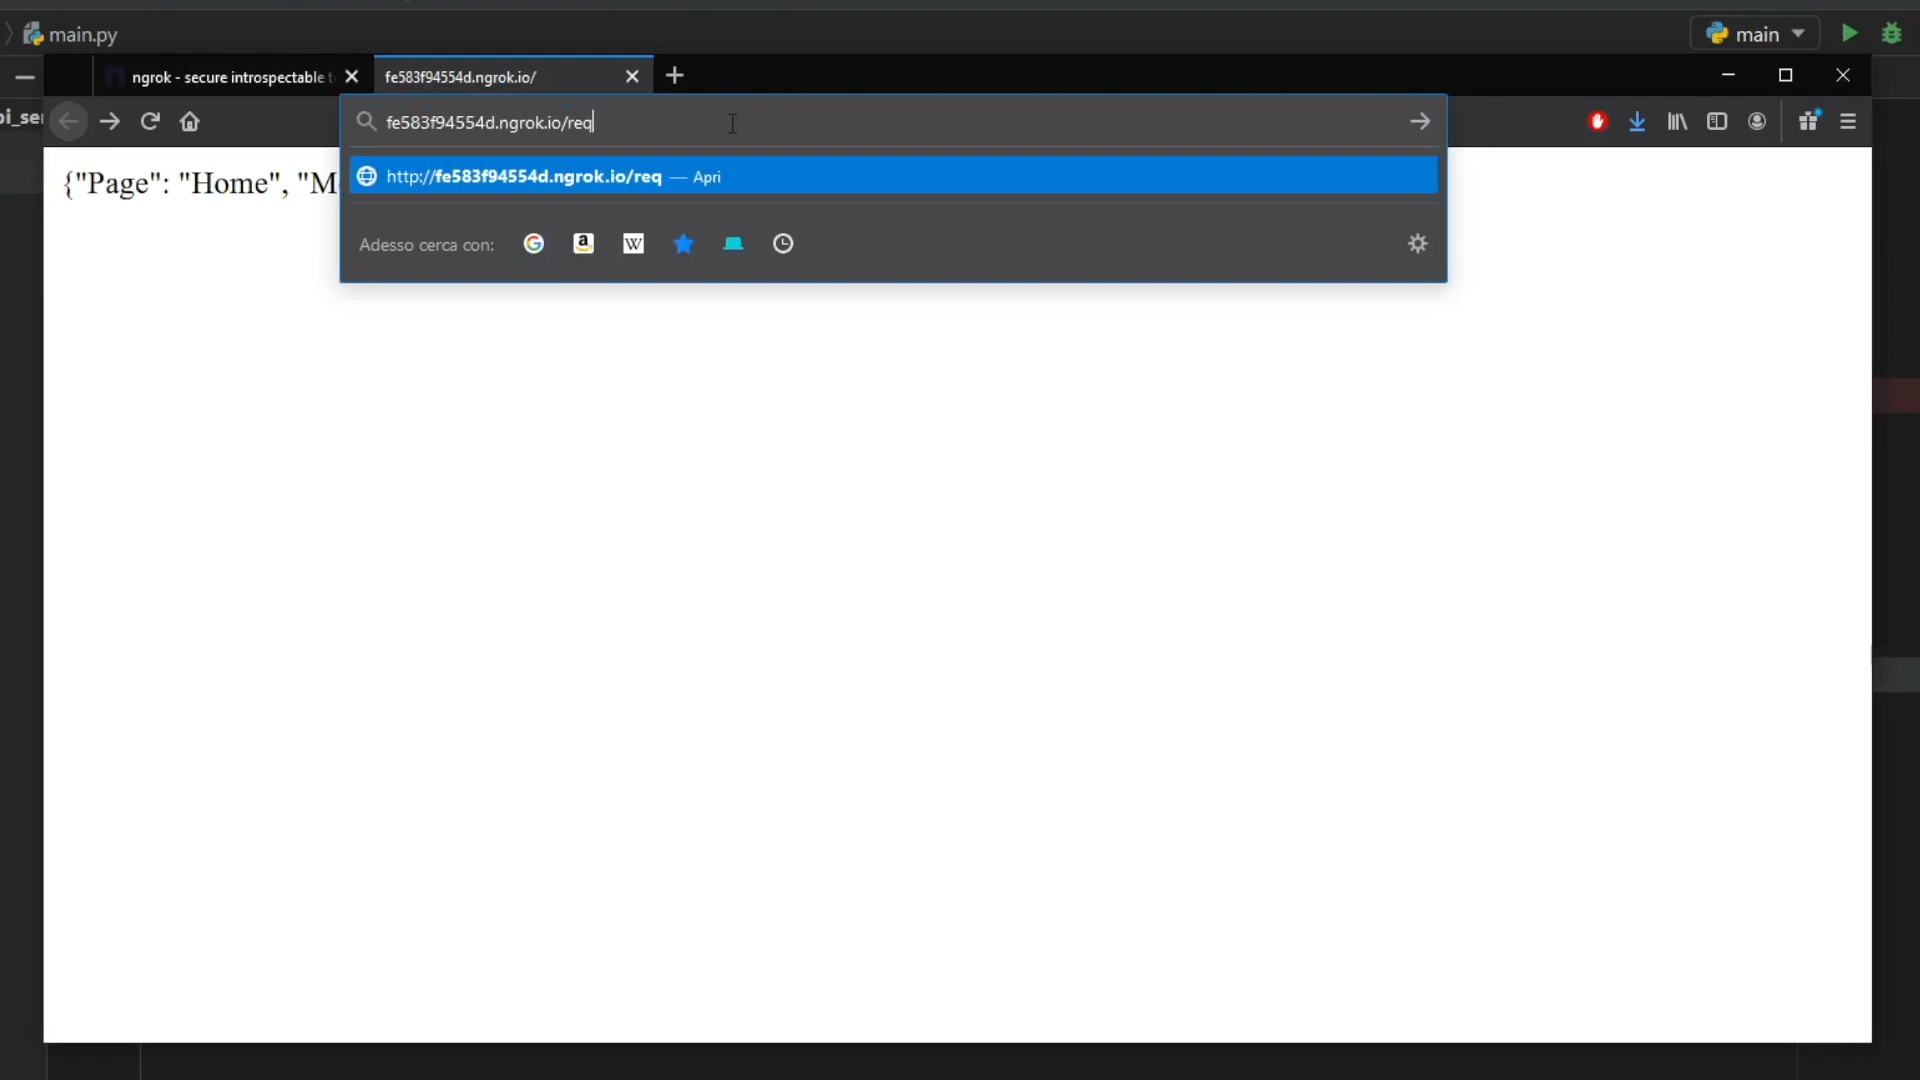 main.py
main
ngrok - secure introspectable
fe583f94554d.ngrok.io/
fe583f94554d.ngrok.io/req
http://fe583f94554d.ngrok.io/req — Apri
{"Page": "Home", "M
Adesso cerca con: